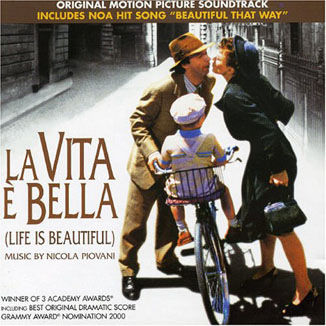 ORIGINAL MOTION PICTURE SOUNDTRACK
INCLUDES NOA HIT SONG "BEAUTIFUL THAT WAY"
LA VITA
È BELLA
(LIFE IS BEAUTIFUL)
MUSIC BY NICOLA PIOVANI
WINNER OF 3 ACADEMY AWARDS®
INCLUDING BEST ORIGINAL DRAMATIC SCORE
GRAMMY AWARD® NOMINATION 2000